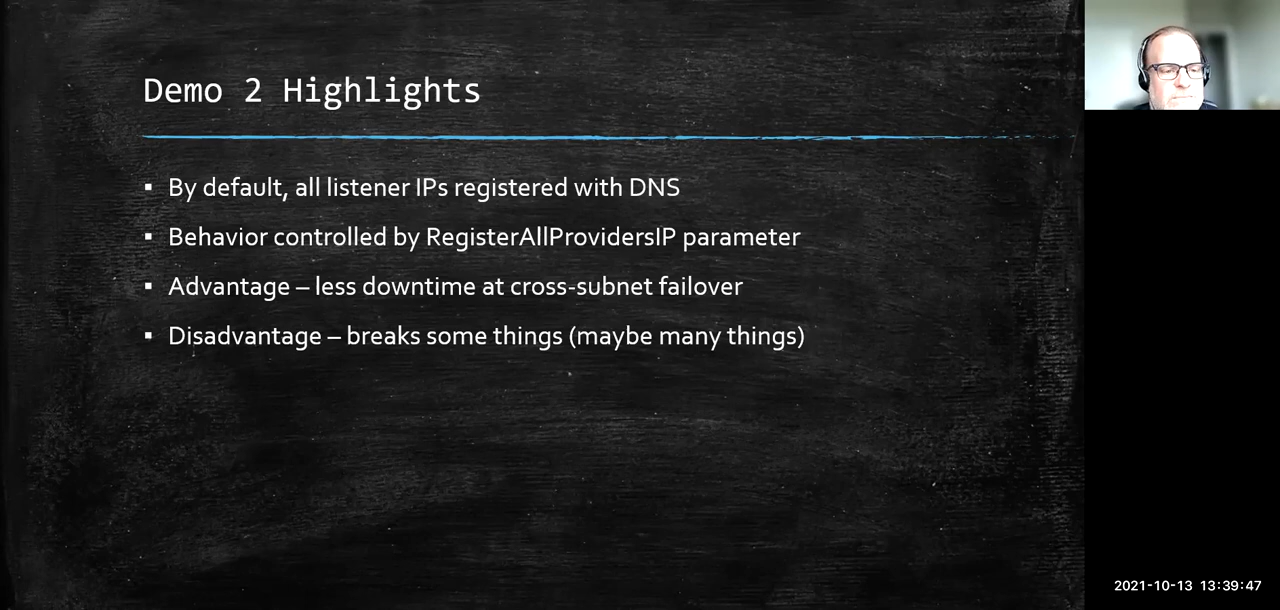 Demo 2 Highlights
▪ By default, all listener IPs registered with DNS
▪ Behavior controlled by RegisterAllProvidersIP parameter
▪ Advantage – less downtime at cross-subnet failover
▪ Disadvantage – breaks some things (maybe many things)
2021-10-13 13:39:47